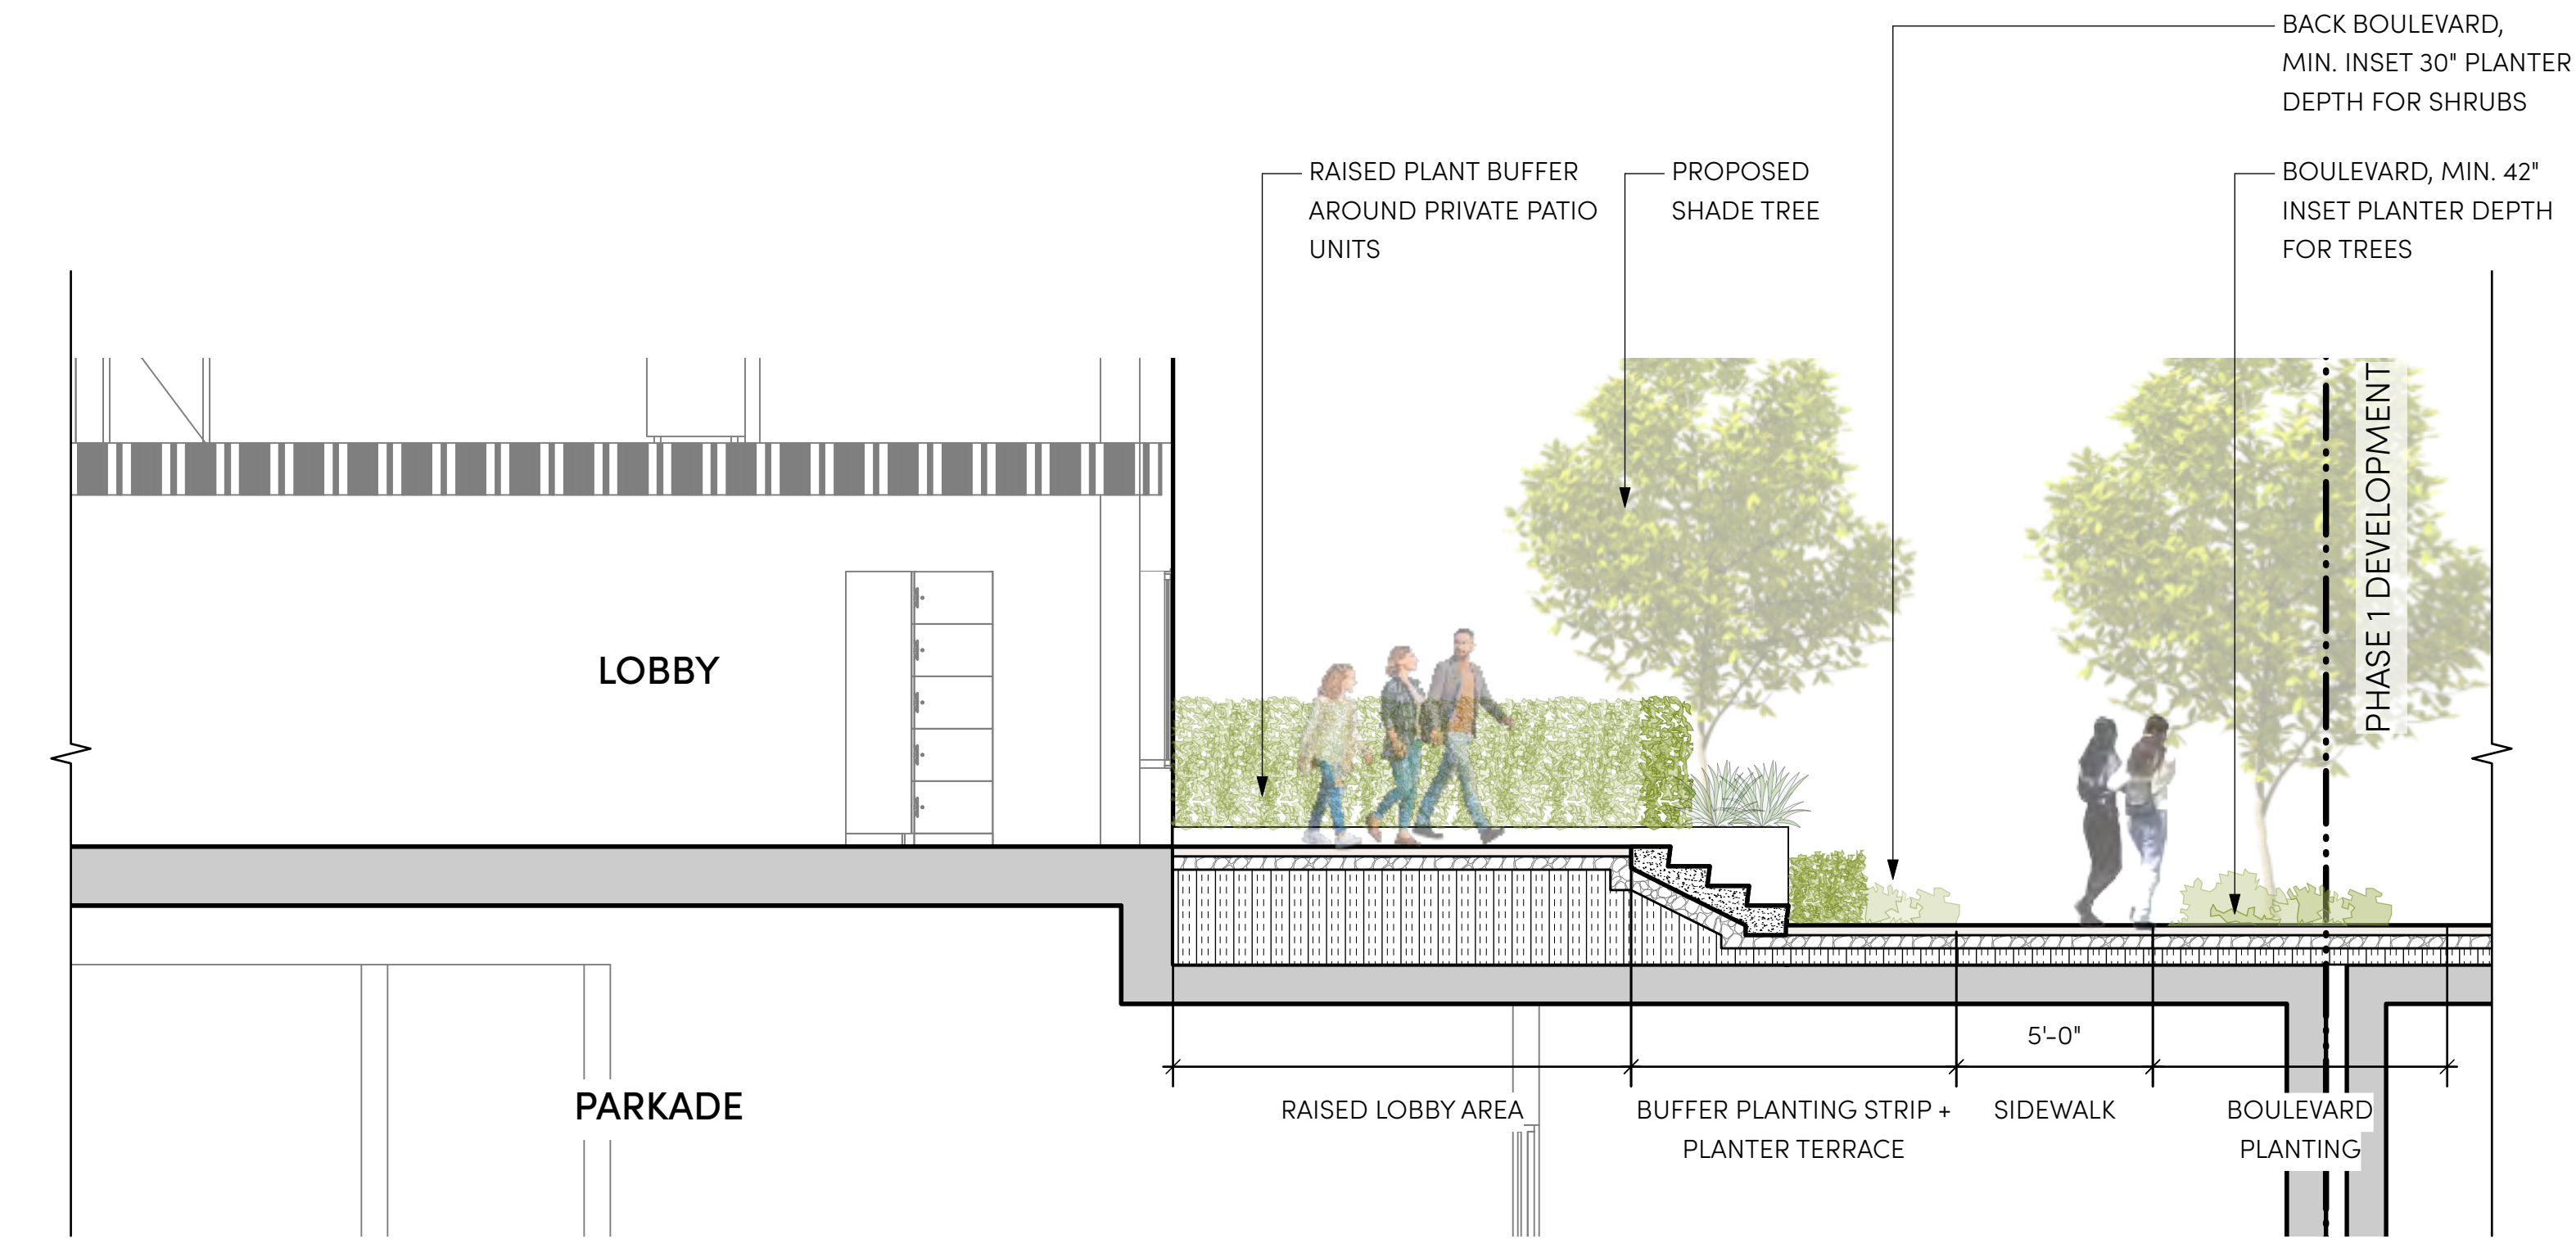 BACK BOULEVARD,
MIN. INSET 30" PLANTER
DEPTH FOR SHRUBS
RAISED PLANT BUFFER
AROUND PRIVATE PATIO
UNITS
PROPOSED
SHADE TREE
BOULEVARD, MIN. 42"
INSET PLANTER DEPTH
FOR TREES
PHASE 1 DEVELOPMENT
LOBBY
5'-0"
PARKADE
RAISED LOBBY AREA
BUFFER PLANTING STRIP +
PLANTER TERRACE
SIDEWALK
BOULEVARD
PLANTING